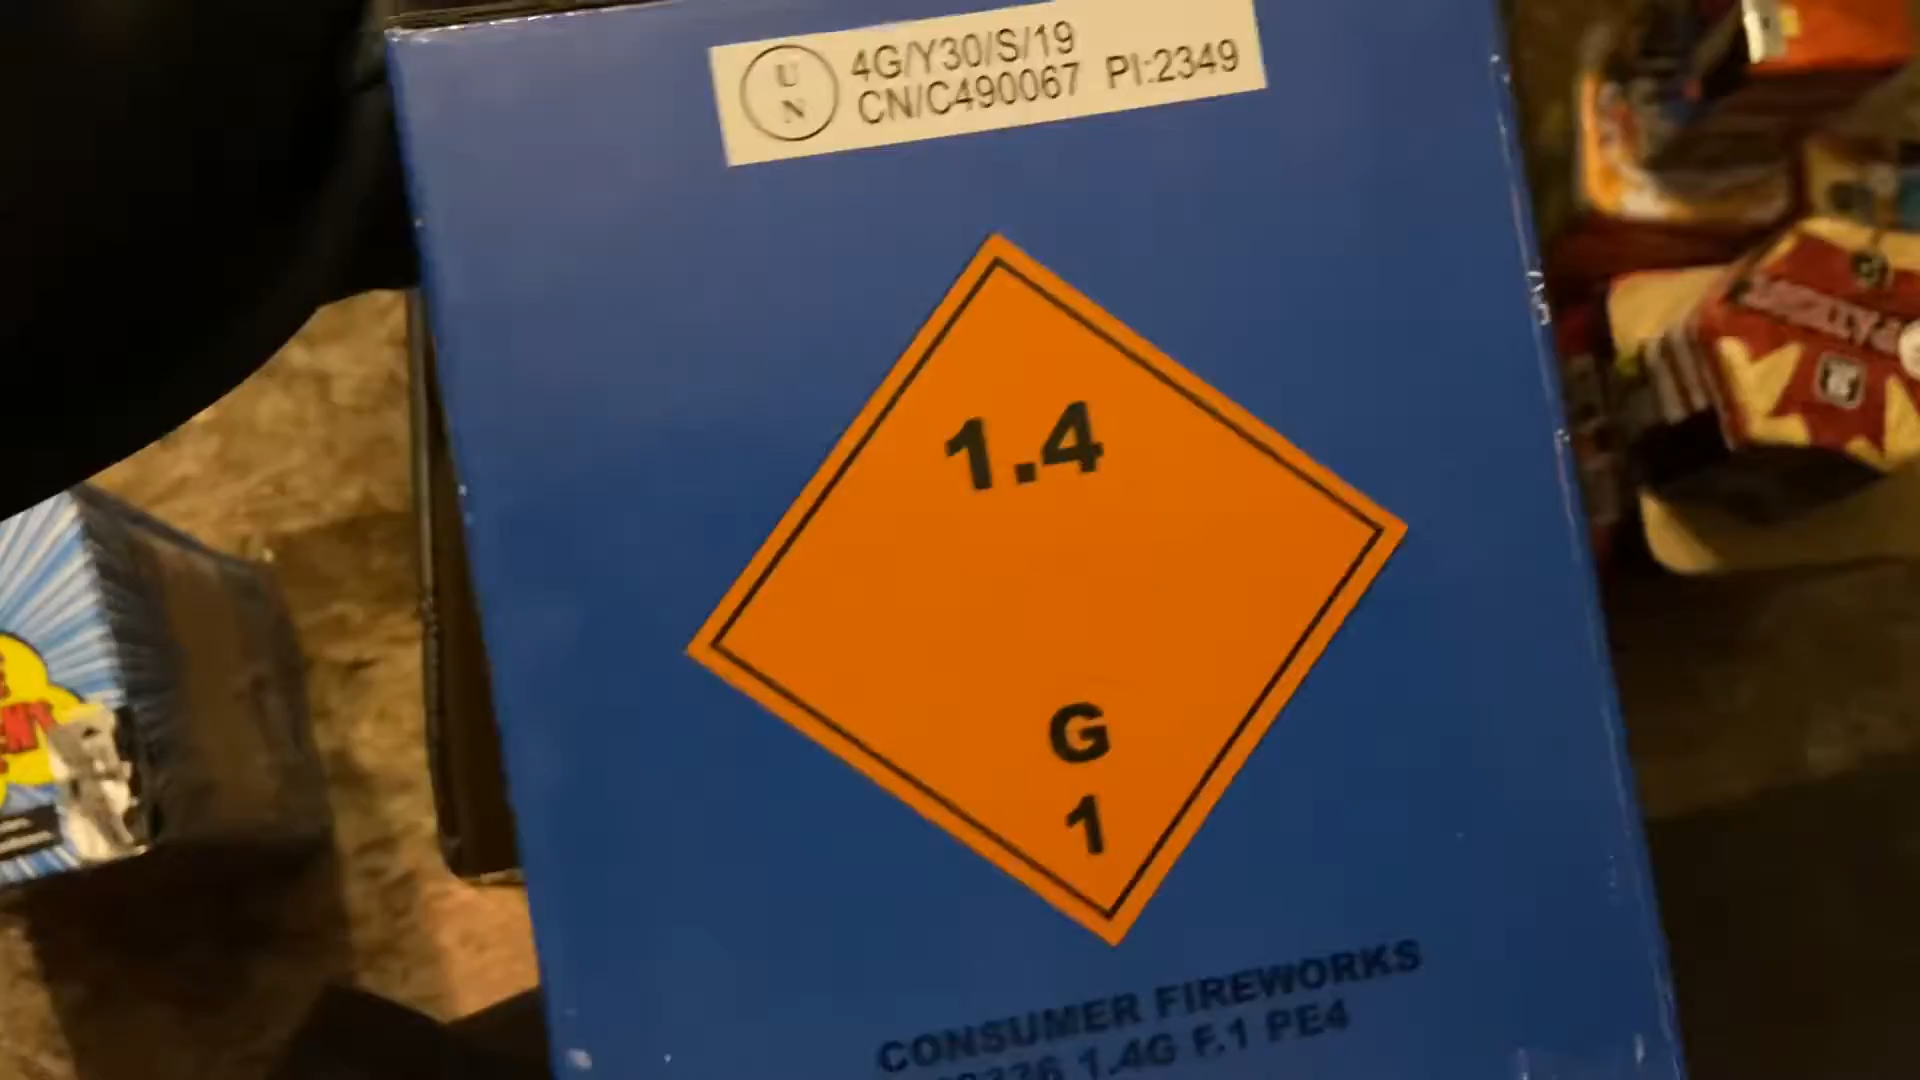 U
N
4G/Y30/S/19
CN/C490067 PI:2349
1.4
G
1
CONSUMER FIREWORKS
1.4G F.1 PE4